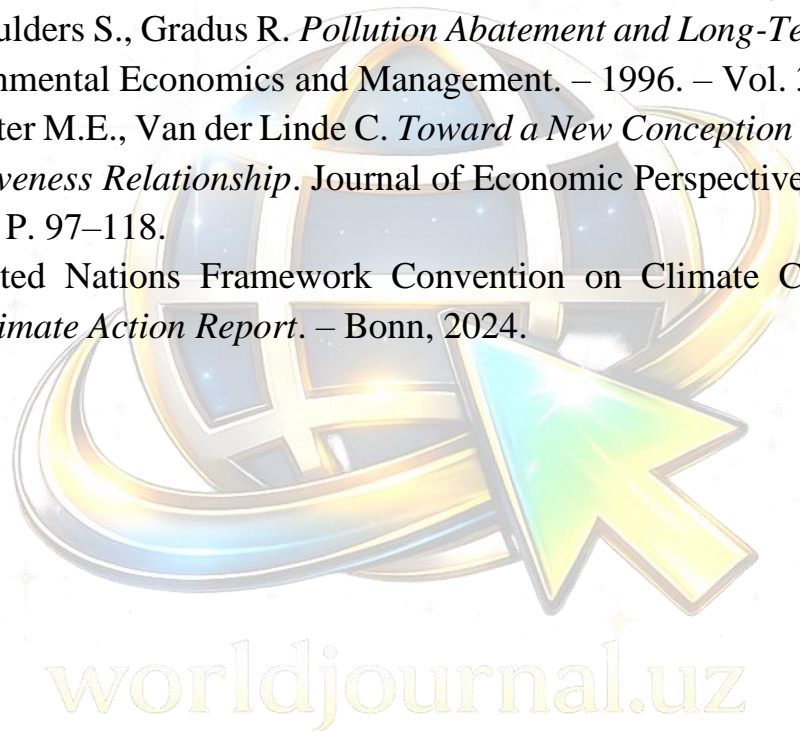 ulders S., Gradus R. Pollution Abatement and Long-Te
nmental Economics and Management. – 1996. – Vol. 3
ter M.E., Van der Linde C. Toward a New Conception
veness Relationship. Journal of Economic Perspective
P. 97–118.
ted Nations Framework Convention on Climate C
imate Action Report. – Bonn, 2024.
worldjournal.uz